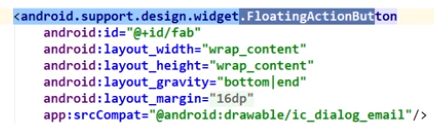 <android.support.design.widget.FloatingActionButton
android:id="@+id/fab"
android:layout_width="wrap_content"
android:layout_height="wrap_content"
android:layout_gravity="bottom|end"
android:layout_margin="16dp"
app:srcCompat="@android:drawable/ic_dialog_email"/>